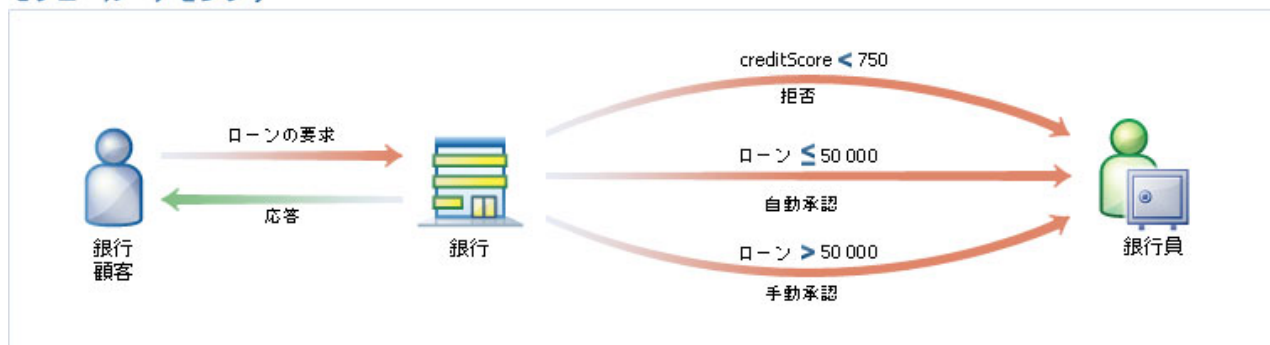 creditScore < 750
拒否
ローンの要求
応答
ローン ≦ 50 000
自動承認
ローン > 50 000
手動承認
銀行
顧客
銀行
銀行員